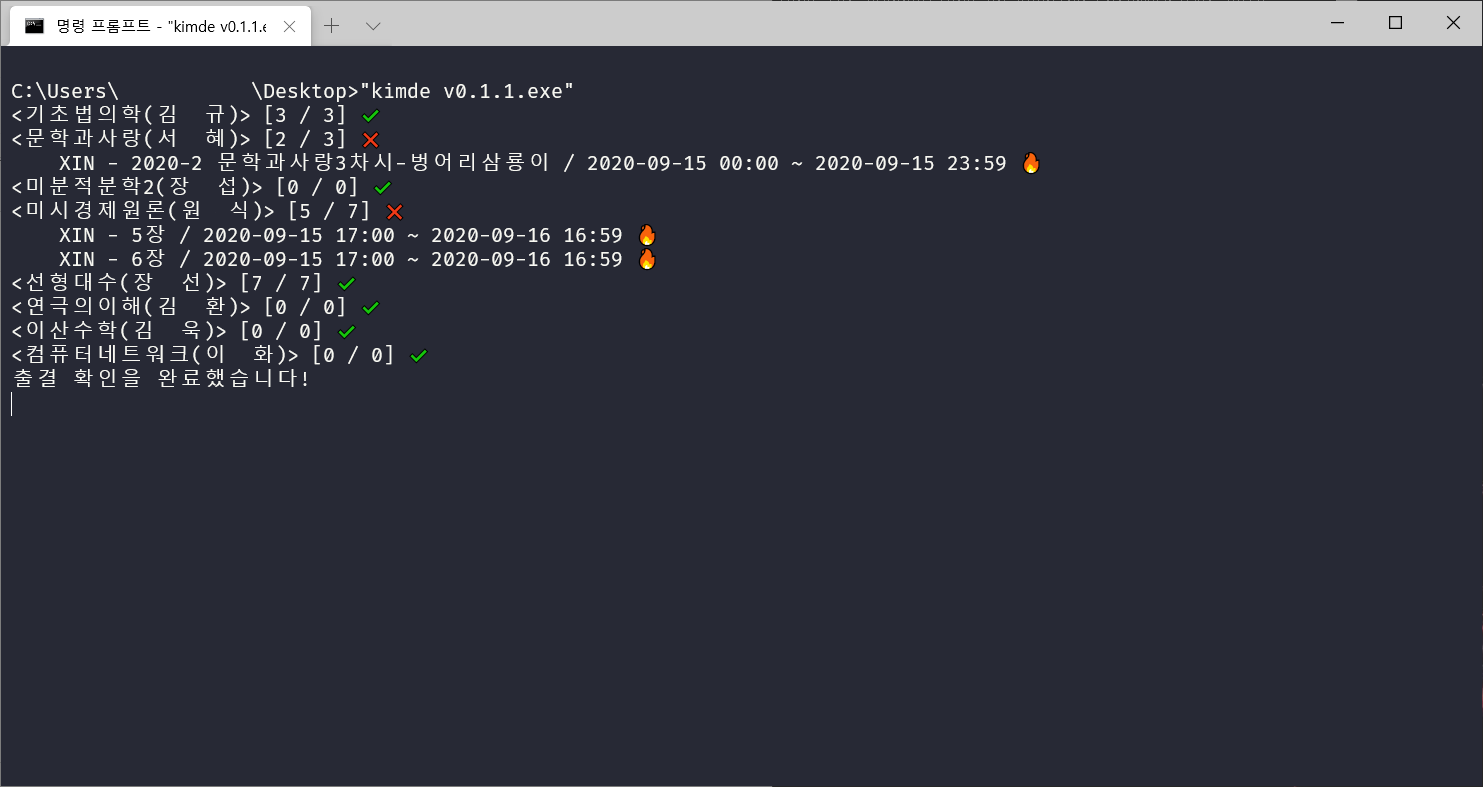 명령 프롬프트 - "kimde v0.1.1.e
C:\Users\           \Desktop>"kimde v0.1.1.exe"
<기초법의학(김  규)> [3 / 3] ✓
<문학과사랑(서  혜)> [2 / 3] ❌
    XIN - 2020-2 문학과사랑3차시-벙어리삼룡이 / 2020-09-15 00:00 ~ 2020-09-15 23:59 🔥
<미분적분학2(장  섭)> [0 / 0] ✓
<미시경제원론(원  식)> [5 / 7] ❌
    XIN - 5장 / 2020-09-15 17:00 ~ 2020-09-16 16:59 🔥
    XIN - 6장 / 2020-09-15 17:00 ~ 2020-09-16 16:59 🔥
<선형대수(장  선)> [7 / 7] ✓
<연극의이해(김  환)> [0 / 0] ✓
<이산수학(김  욱)> [0 / 0] ✓
<컴퓨터네트워크(이  화)> [0 / 0] ✓
출결 확인을 완료했습니다!